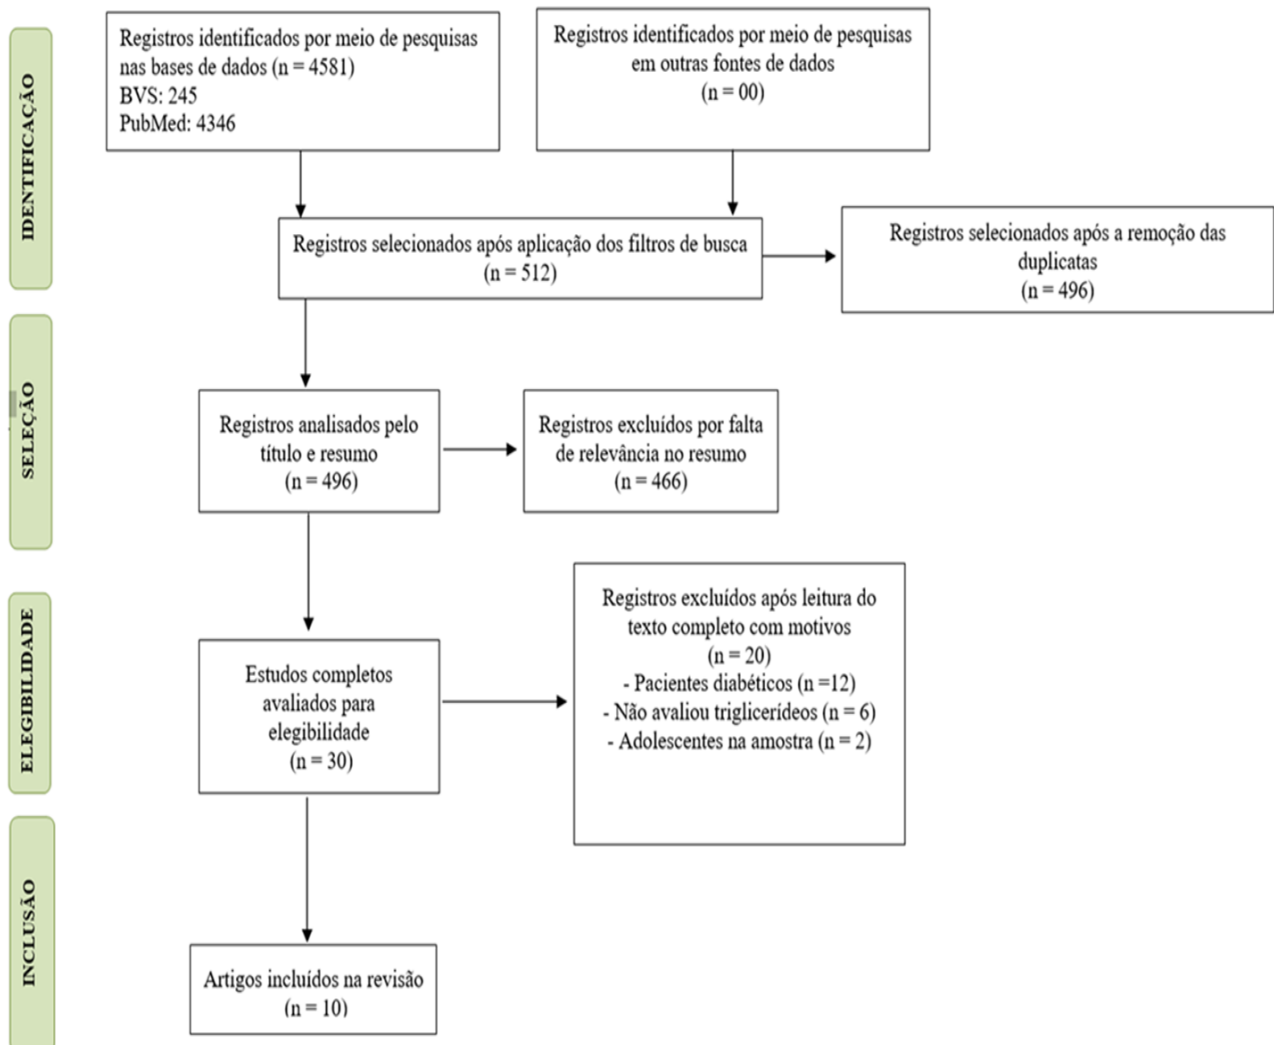 IDENTIFICAÇÃO
Registros identificados por meio de pesquisas
nas bases de dados (n = 4581)
BVS: 245
PubMed: 4346
Registros identificados por meio de pesquisas
em outras fontes de dados
(n = 00)
Registros selecionados após aplicação dos filtros de busca
(n = 512)
Registros selecionados após a remoção das
duplicatas
(n = 496)
SELEÇÃO
Registros analisados pelo
título e resumo
(n = 496)
Registros excluídos por falta
de relevância no resumo
(n = 466)
ELEGIBILIDADE
Estudos completos
avaliados para
elegibilidade
(n = 30)
Registros excluídos após leitura do
texto completo com motivos
(n = 20)
- Pacientes diabéticos (n =12)
- Não avaliou triglicerídeos (n = 6)
- Adolescentes na amostra (n = 2)
INCLUSÃO
Artigos incluídos na revisão
(n = 10)